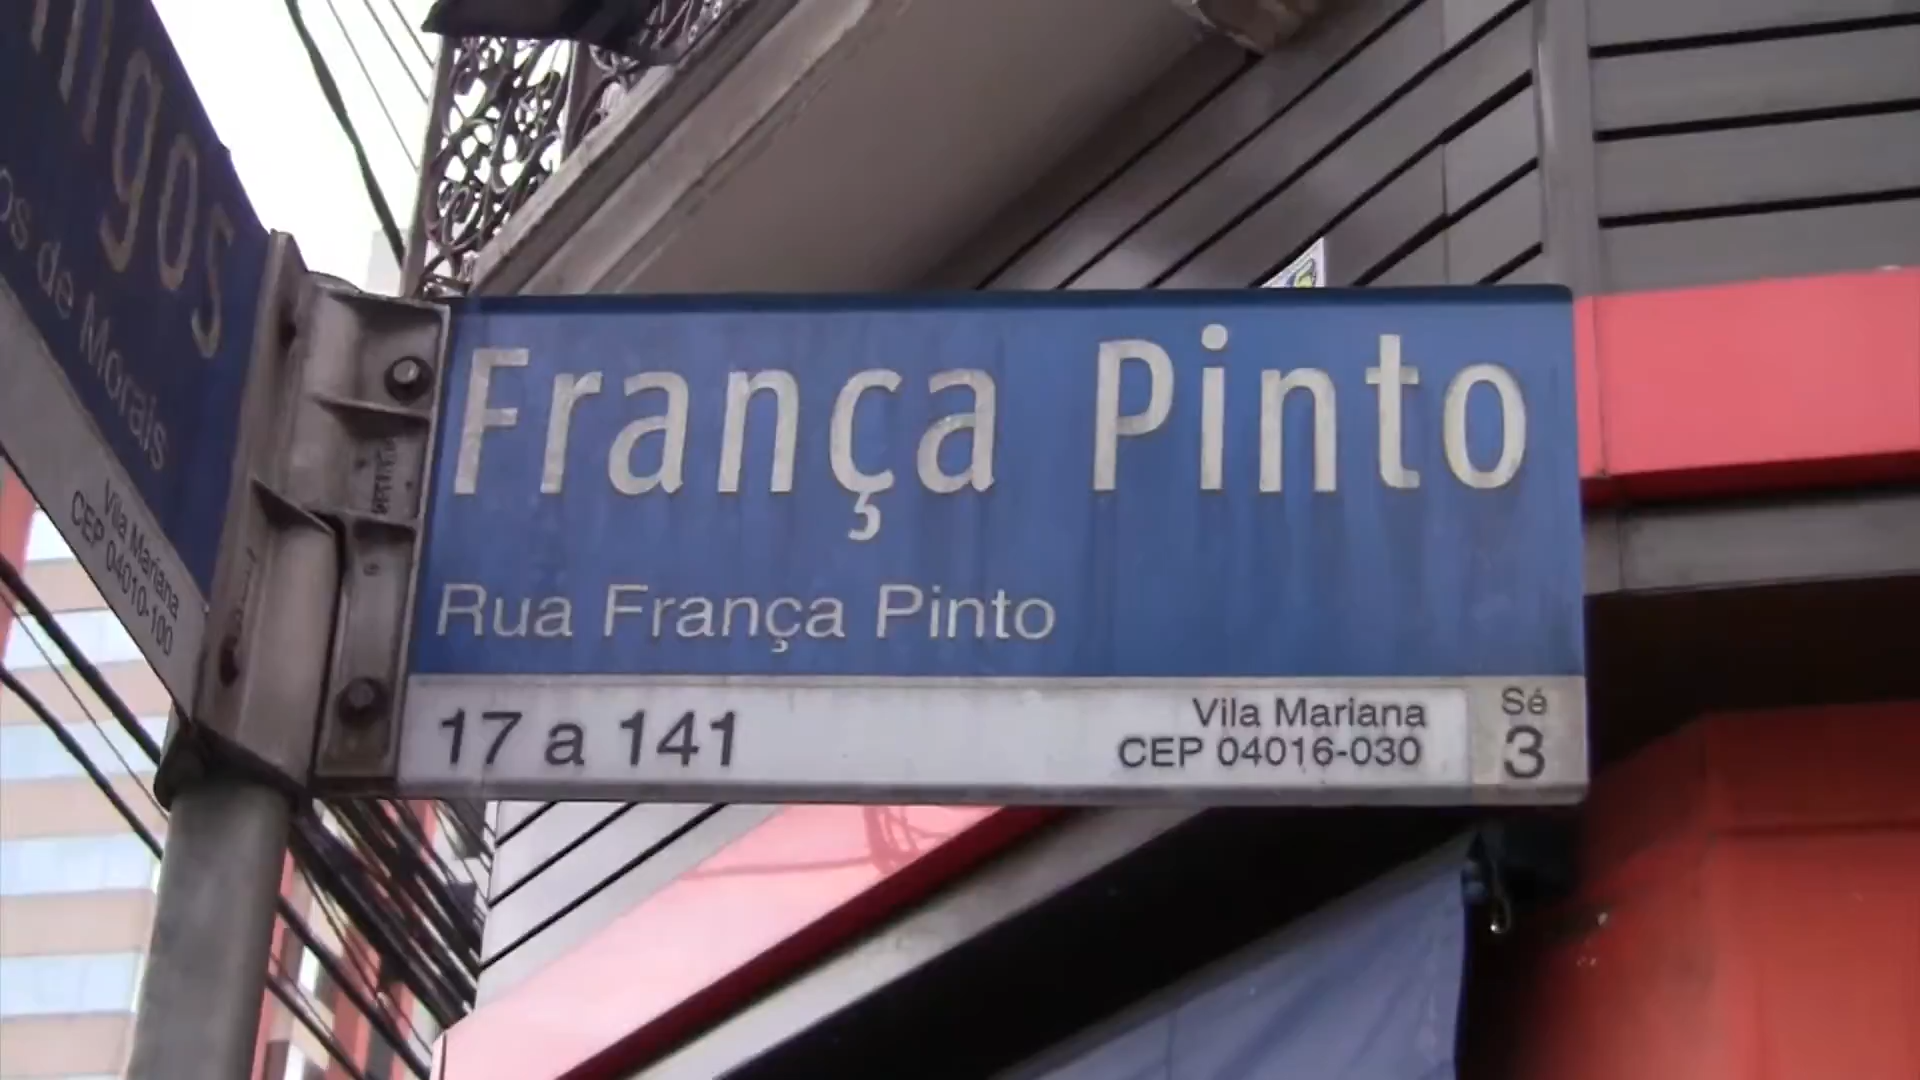 os de Morais
Vila Mariana
CEP 04010-100
França Pinto
Rua França Pinto
17 a 141
Vila Mariana
CEP 04016-030
Sé
3